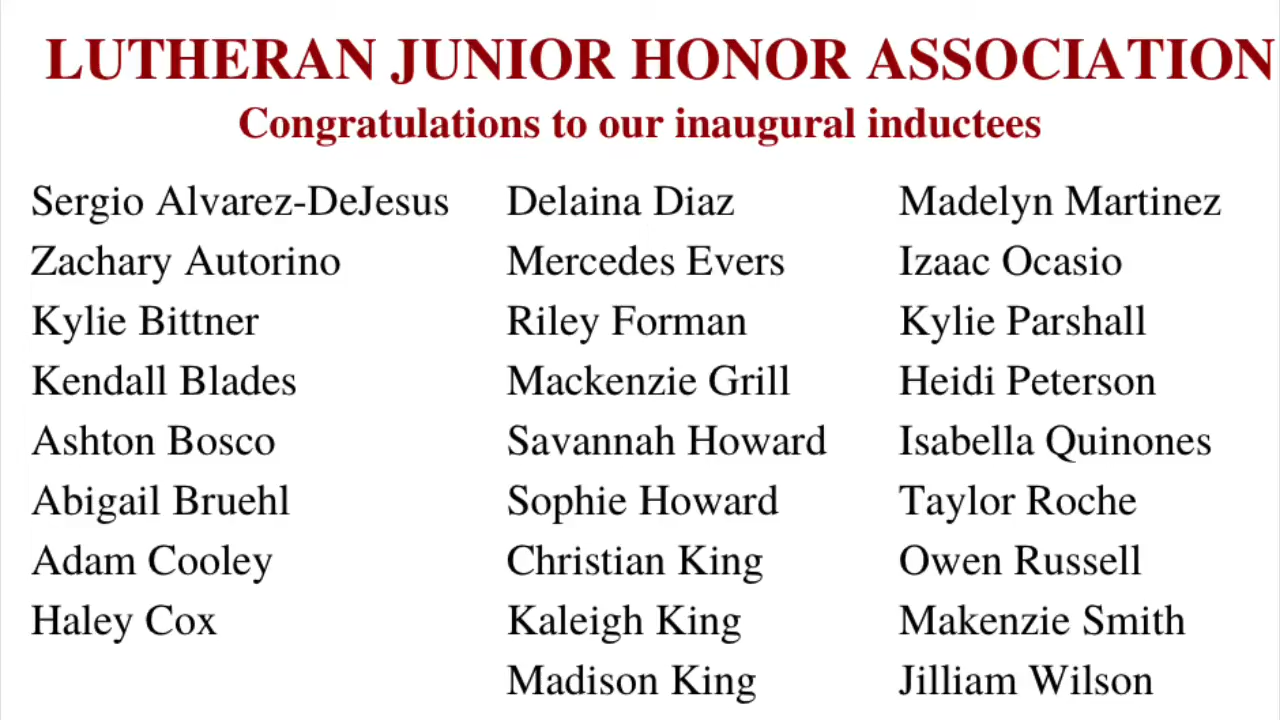 LUTHERAN JUNIOR HONOR ASSOCIATION
Congratulations to our inaugural inductees
Sergio Alvarez-DeJesus
Zachary Autorino
Kylie Bittner
Kendall Blades
Ashton Bosco
Abigail Bruehl
Adam Cooley
Haley Cox
Delaina Diaz
Mercedes Evers
Riley Forman
Mackenzie Grill
Savannah Howard
Sophie Howard
Christian King
Kaleigh King
Madison King
Madelyn Martinez
Izaac Ocasio
Kylie Parshall
Heidi Peterson
Isabella Quinones
Taylor Roche
Owen Russell
Makenzie Smith
Jilliam Wilson